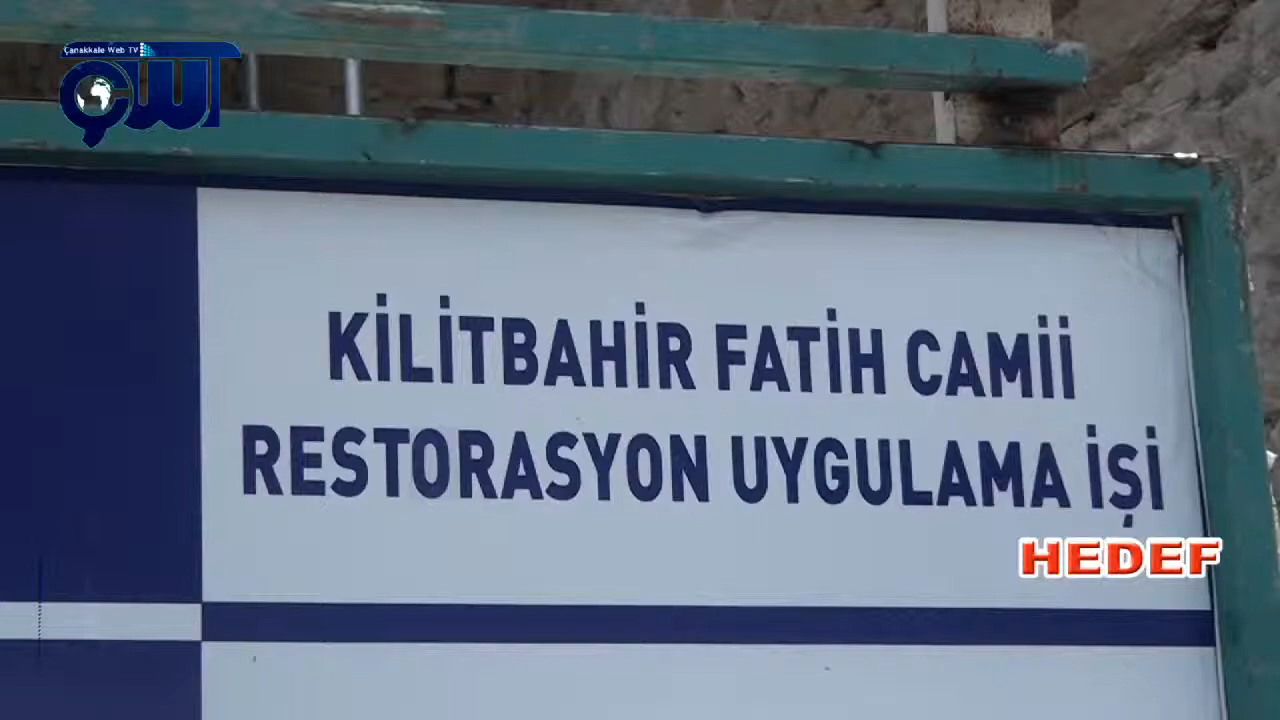 Çanakkale Web TV
ÇWT
KİLİTBAHİR FATİH CAMİİ
RESTORASYON UYGULAMA İŞİ
HEDEF